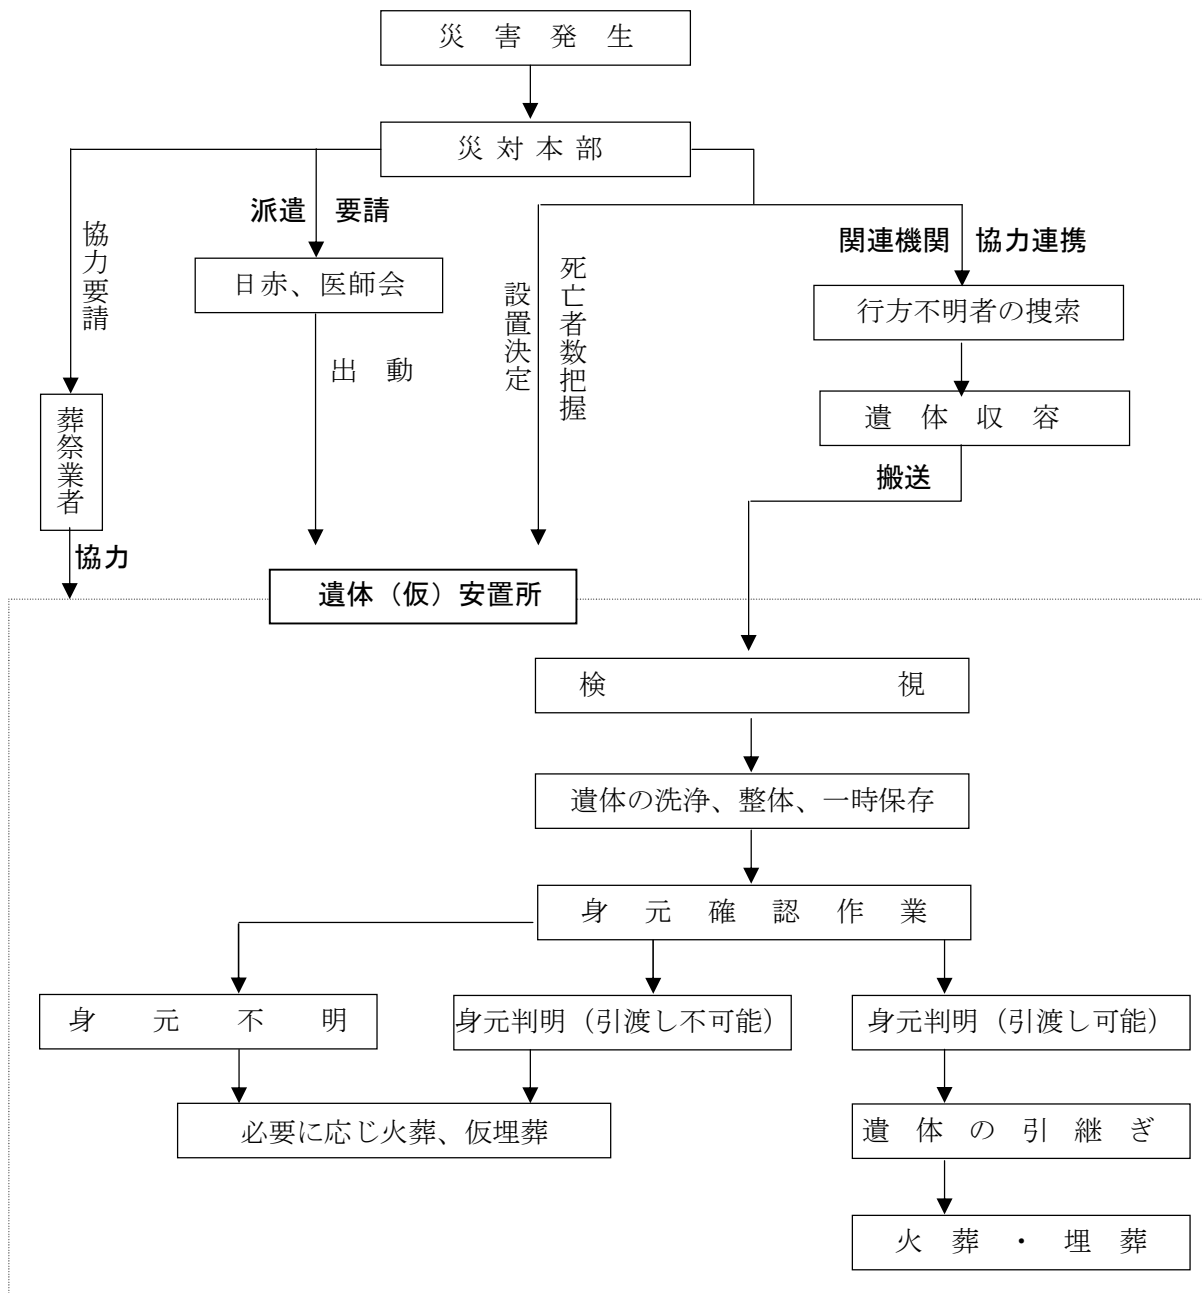 災害発生
災対本部
派遣 要請
協力要請
日赤、医師会
出動
設置決定
死亡者数把握
関連機関 協力連携
行方不明者の捜索
遺体収容
搬送
葬祭業者
協力
遺体（仮）安置所
検視
遺体の洗浄、整体、一時保存
身元確認作業
身元不明
身元判明（引渡し不可能）
身元判明（引渡し可能）
必要に応じ火葬、仮埋葬
遺体の引継ぎ
火葬・埋葬